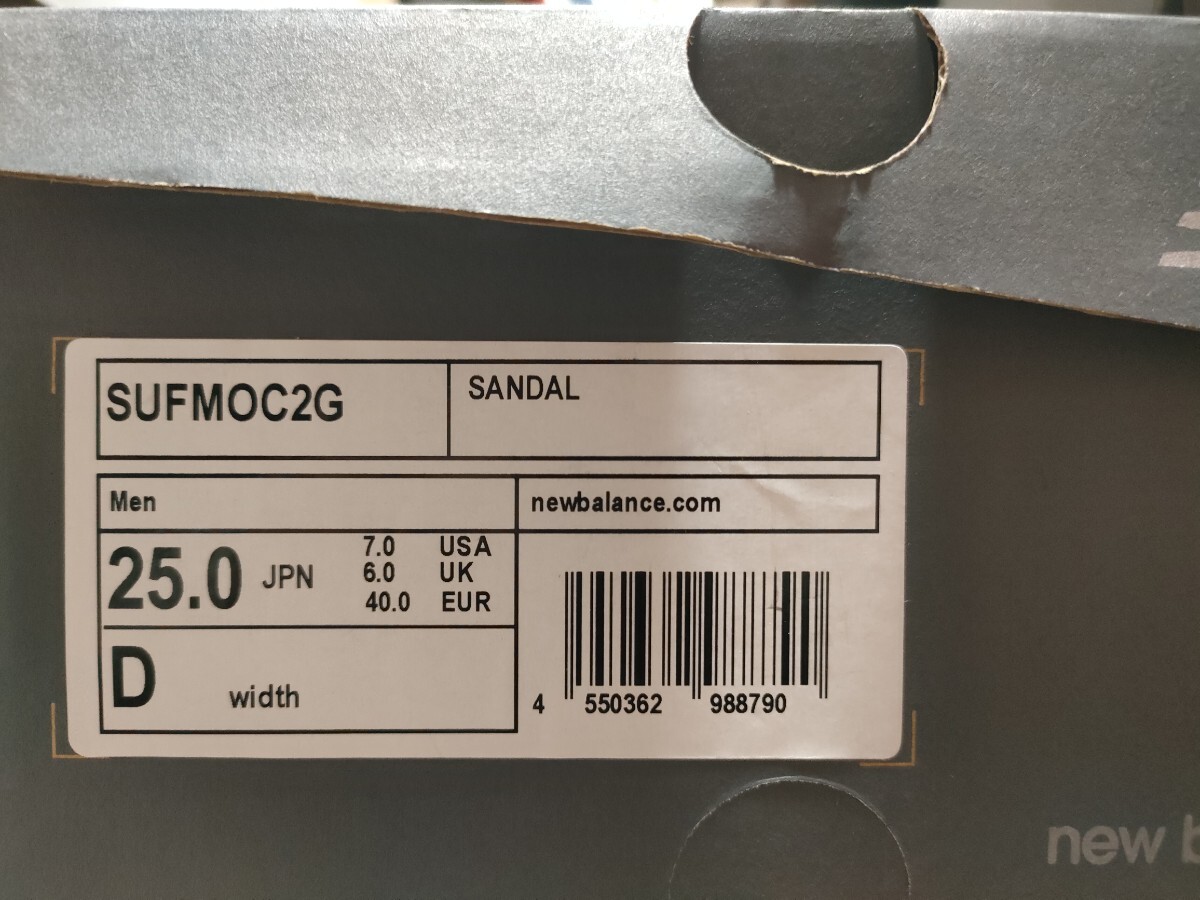 SUFMOC2G
SANDAL
Men
newbalance.com
25.0 JPN
7.0 USA
6.0 UK
40.0 EUR
D width
4 550362 988790
new b